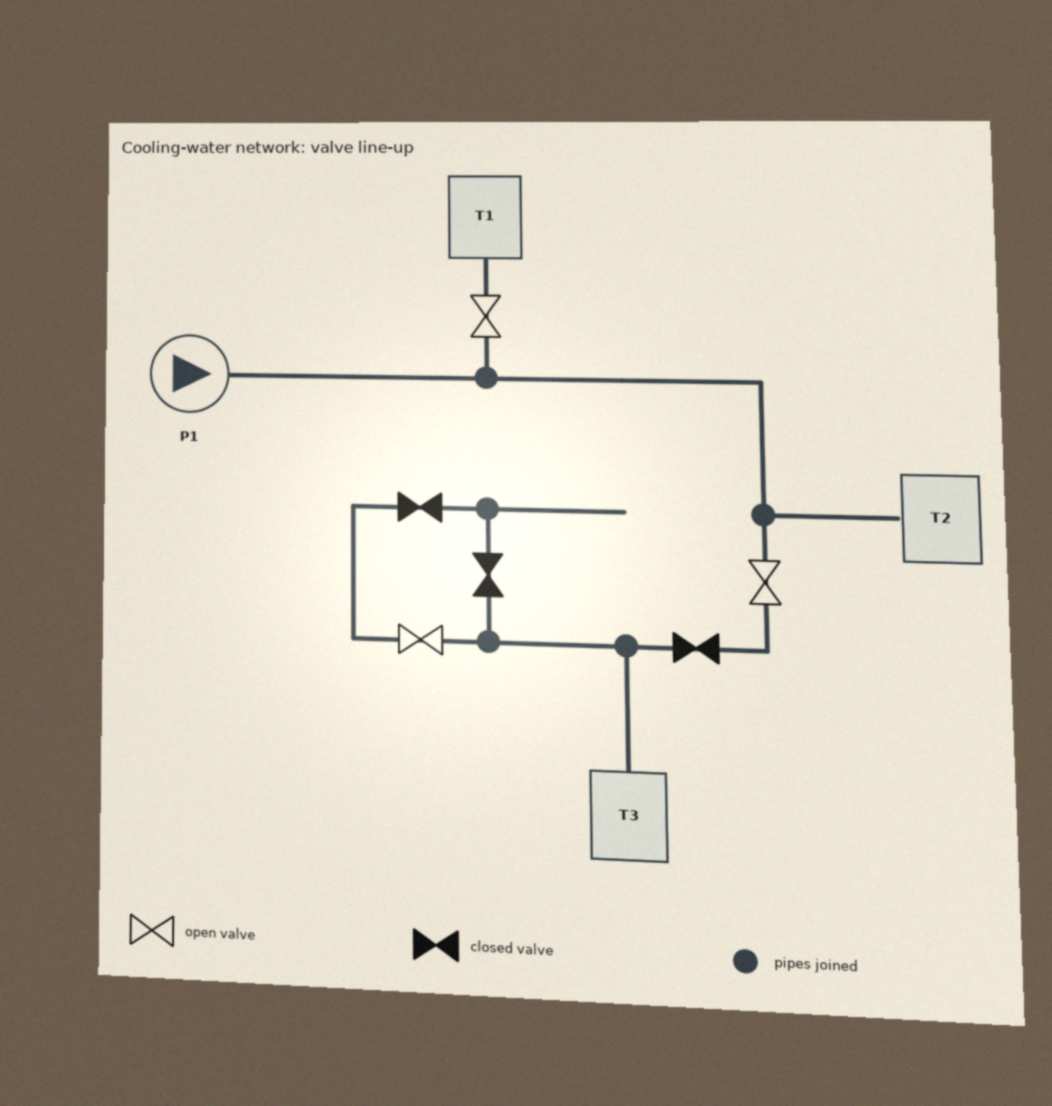 Cooling-water network: valve line-up
T1
P1
T2
T3
open valve
closed valve
pipes joined